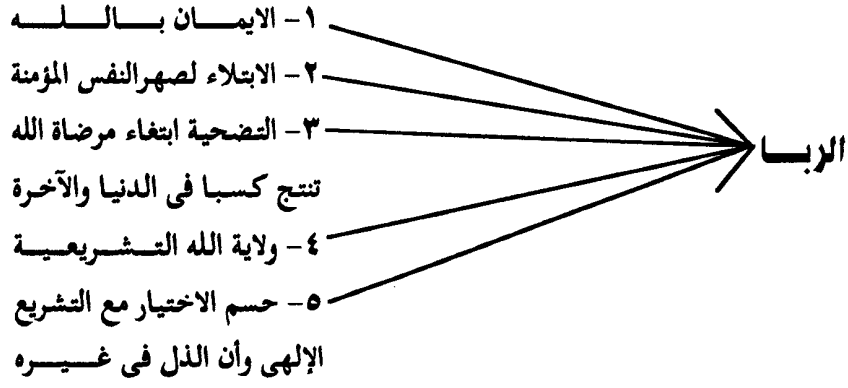 ١- الايمان بالله
٢- الابتلاء لصهر النفس المؤمنة
٣- التضحية ابتغاء مرضاة الله
تنتج كسبا فى الدنيا والآخرة
٤- ولاية الله التشريعية
٥- حسم الاختيار مع التشريع
الإلهى وأن الذل فى غيره
الربا